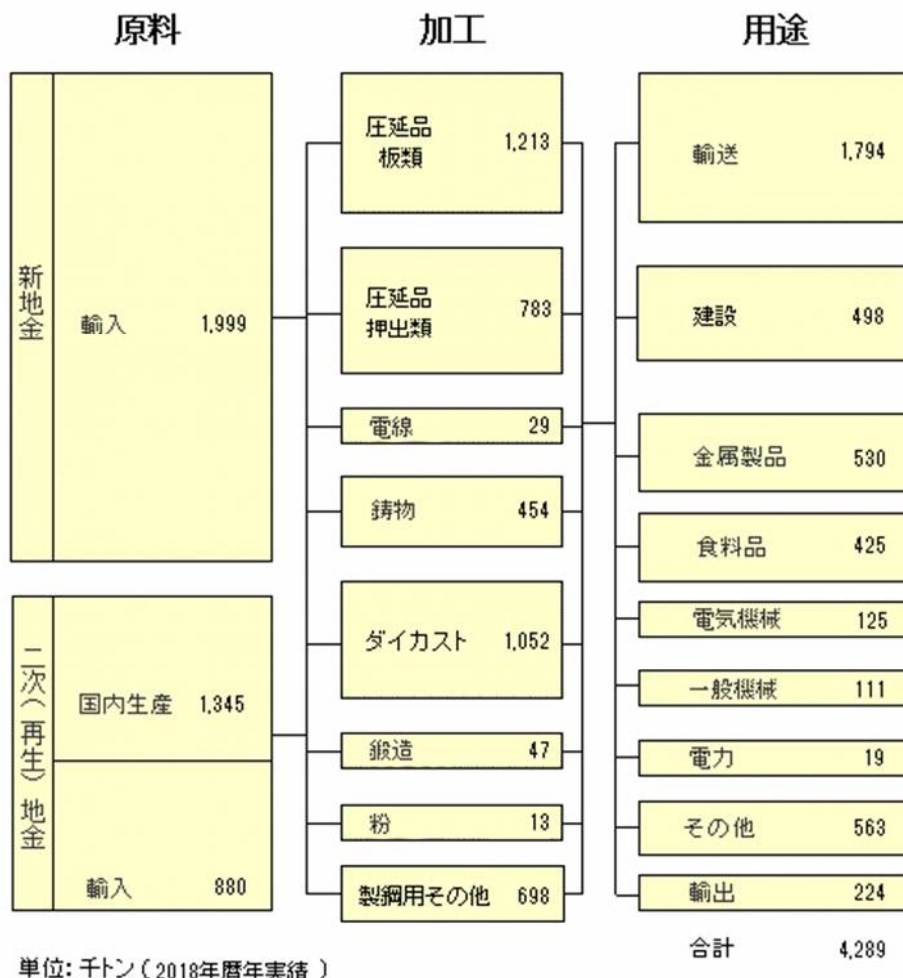 原料
加工
用途
新地金
輸入 1,999
二次(再生)地金
国内生産 1,345
輸入 880
圧延品
板類 1,213
圧延品
押出類 783
電線 29
鋳物 454
ダイカスト 1,052
鍛造 47
粉 13
製鋼用その他 698
輸送 1,794
建設 498
金属製品 530
食料品 425
電気機械 125
一般機械 111
電力 19
その他 563
輸出 224
合計 4,289
単位: 千トン ( 2018年暦年実績 )